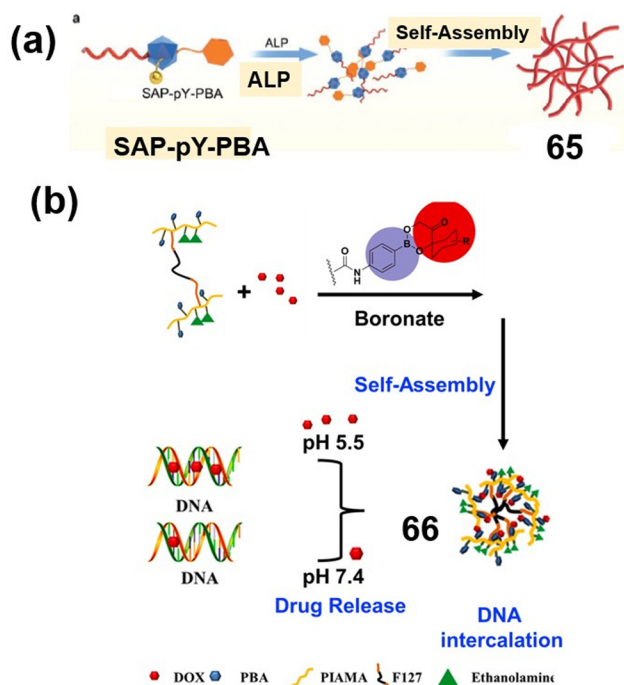 (a)
a
ALP
Self-Assembly
SAP-pY-PBA
ALP
SAP-pY-PBA
65
(b)
O
N
H
B
O
O
O
R
+
Boronate
Self-Assembly
pH 5.5
DNA
66
DNA
pH 7.4
Drug Release
DNA
intercalation
DOX PBA PIAMA F127 Ethanolamine